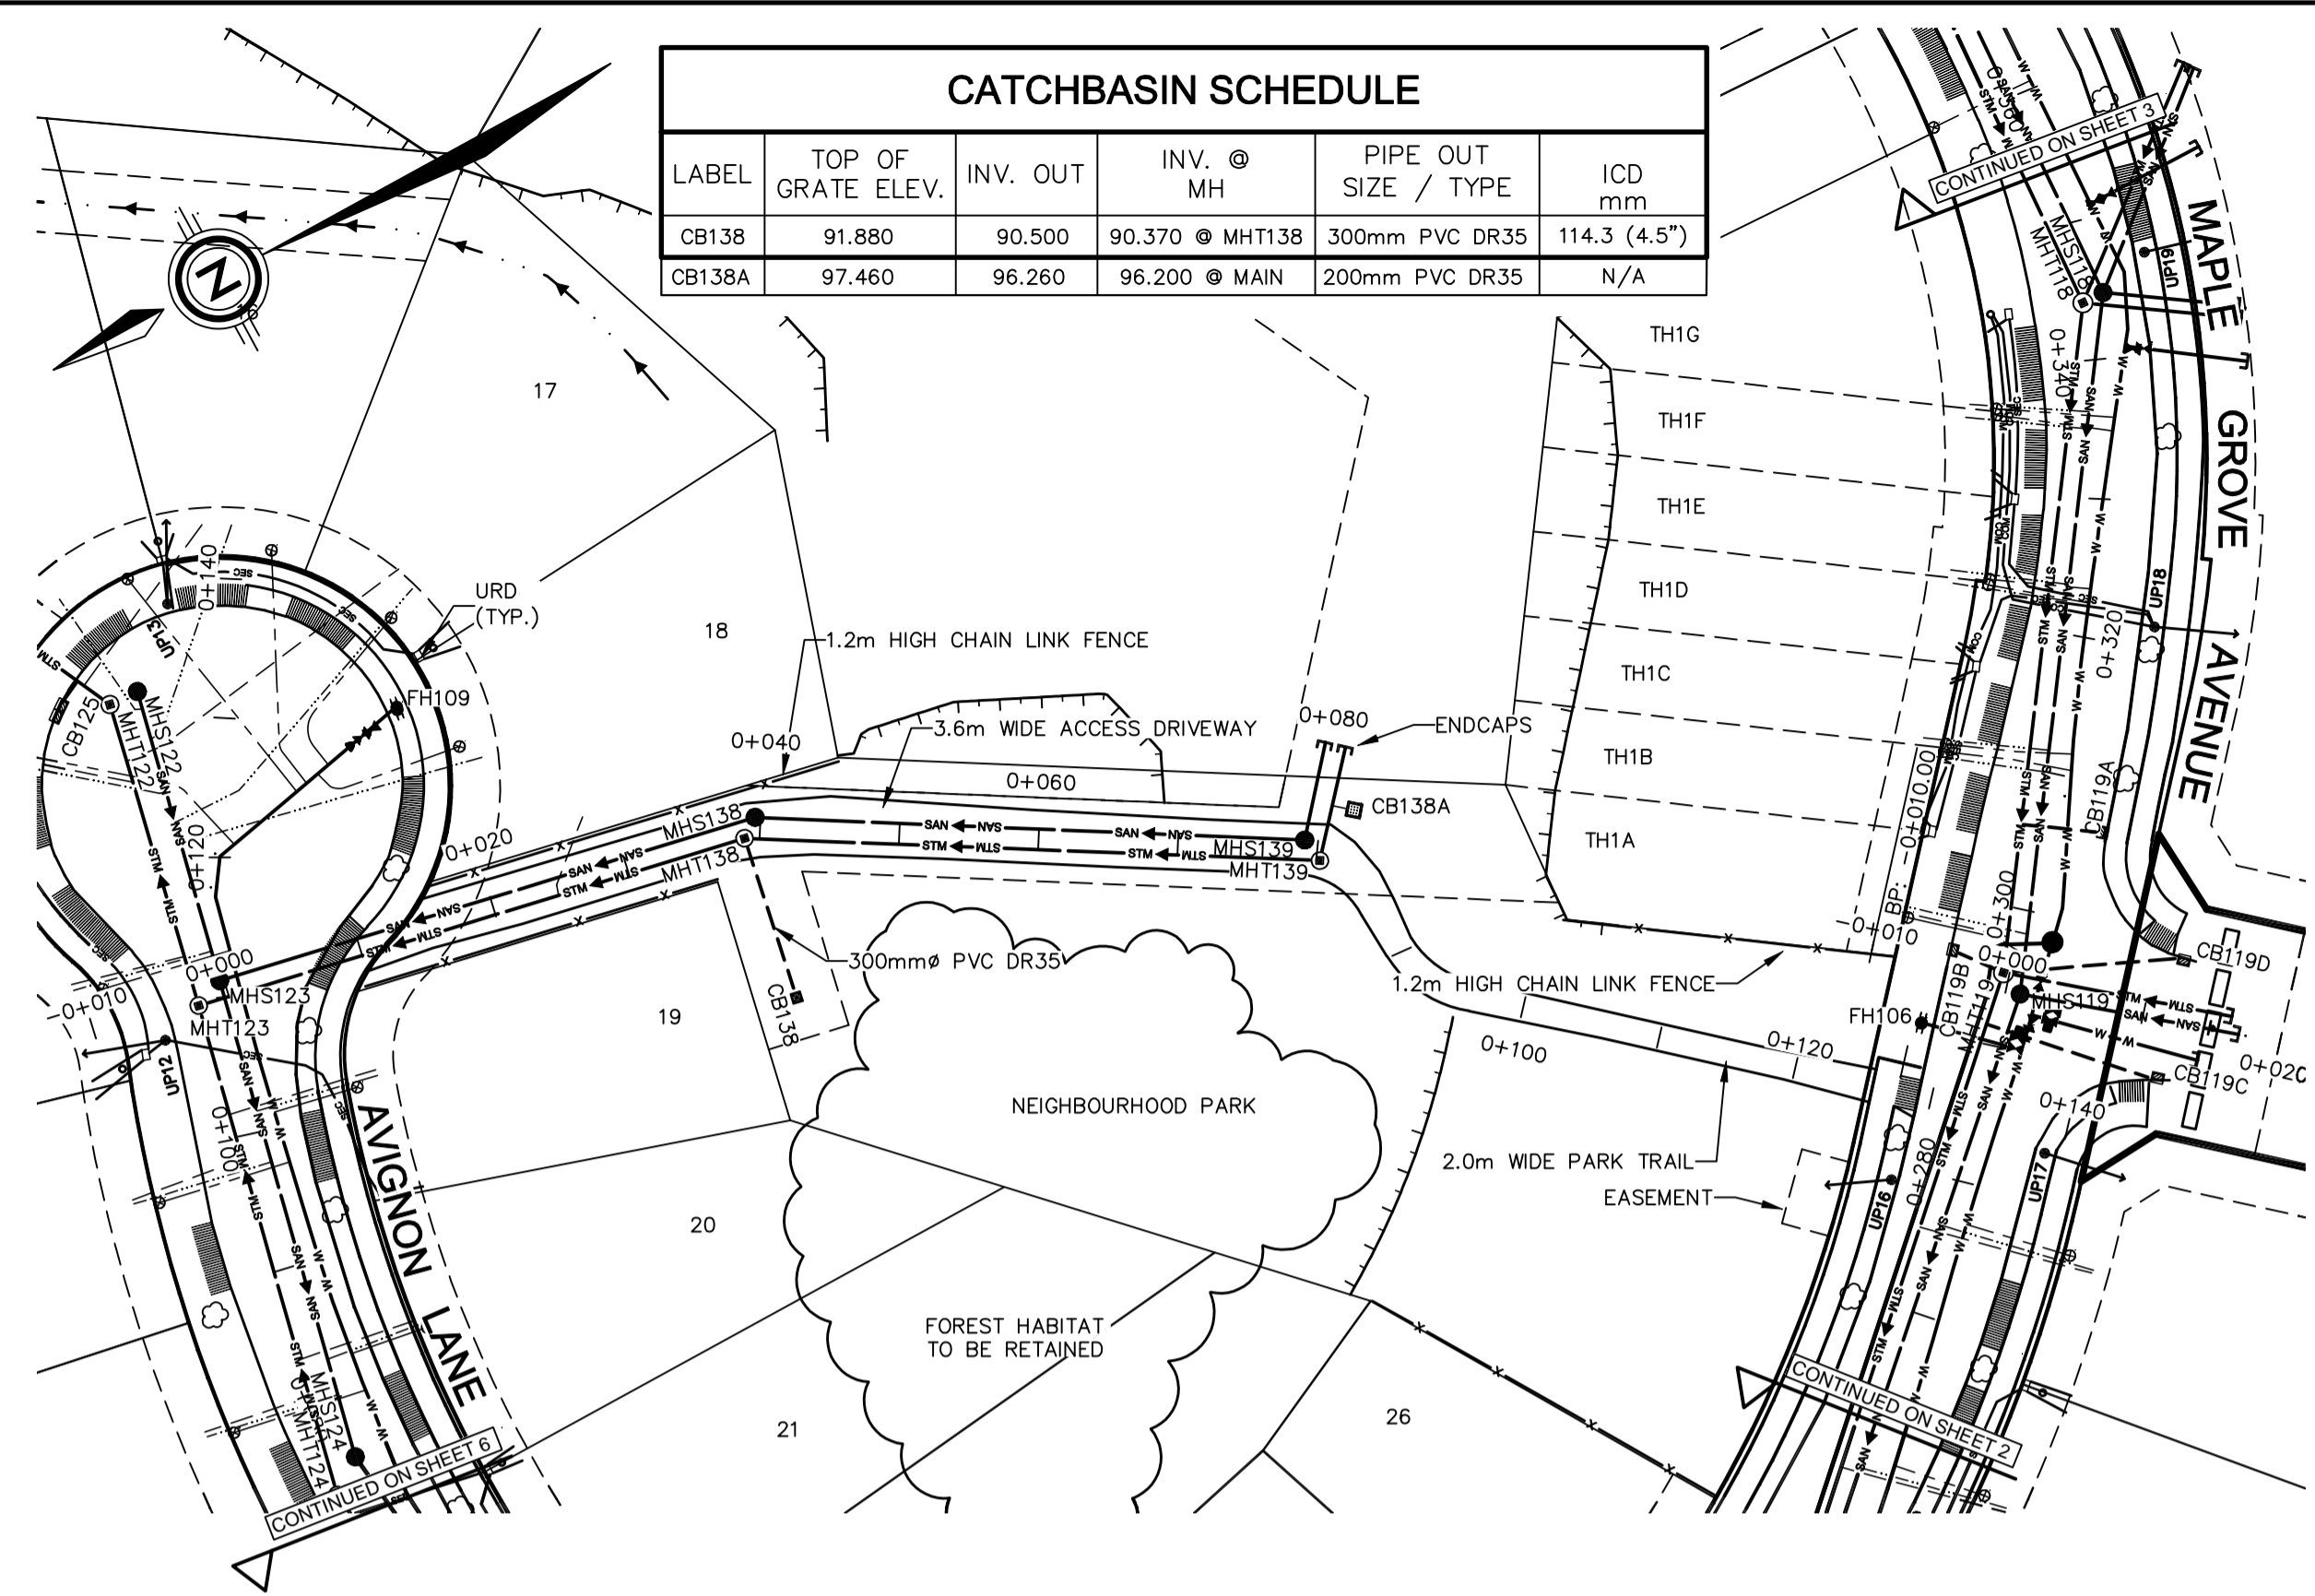 CATCHBASIN SCHEDULE
LABEL
TOP OF
GRATE ELEV.
INV. OUT
INV. @
MH
PIPE OUT
SIZE / TYPE
ICD
mm
CB138 91.880 90.500 90.370 @ MHT138 300mm PVC DR35 114.3 (4.5")
CB138A 97.460 96.260 96.200 @ MAIN 200mm PVC DR35 N/A
N
16
17
18
URD
(TYP.)
0+140
UP13
FH109
CB125
MHT122
MHS122
0+120
0+020
0+040
1.2m HIGH CHAIN LINK FENCE
3.6m WIDE ACCESS DRIVEWAY
0+060
0+080
ENDCAPS
CB138A
MHS138
MHT138
MHS139
MHT139
SAN SAN SAN SAN
STM STM STM STM
300mmø PVC DR35
CB138
19
0+000
-0+010
MHS123
MHT123
UP12
0+100
AVIGNON LANE
20
21
MHS124
MHT124
CONTINUED ON SHEET 6
NEIGHBOURHOOD PARK
FOREST HABITAT
TO BE RETAINED
26
TH1G
TH1F
TH1E
TH1D
TH1C
TH1B
TH1A
1.2m HIGH CHAIN LINK FENCE
0+100
0+120
2.0m WIDE PARK TRAIL
EASEMENT
FH106
CONTINUED ON SHEET 3
MAPLE GROVE AVENUE
MHS118
MHT118
UP19
0+340
UP18
0+320
CB119A
BP: -0+010.00
-0+010
0+300
0+000
CB119B
MHT119
MHS119
CB119D
CB119C
0+020
0+140
UP17
UP16
0+280
CONTINUED ON SHEET 2